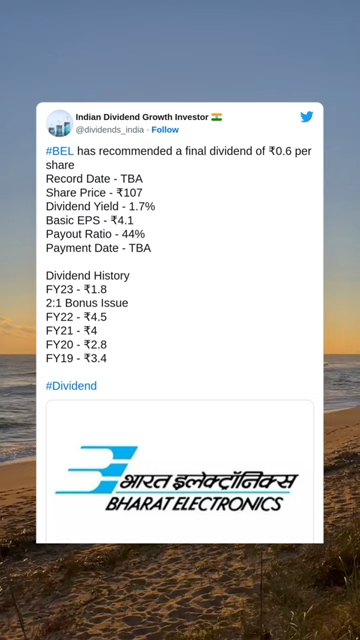 Indian Dividend Growth Investor 🇮🇳
@dividends_india · Follow
#BEL has recommended a final dividend of ₹0.6 per
share
Record Date - TBA
Share Price - ₹107
Dividend Yield - 1.7%
Basic EPS - ₹4.1
Payout Ratio - 44%
Payment Date - TBA
Dividend History
FY23 - ₹1.8
2:1 Bonus Issue
FY22 - ₹4.5
FY21 - ₹4
FY20 - ₹2.8
FY19 - ₹3.4
#Dividend
भारत इलेक्ट्रॉनिक्स
BHARAT ELECTRONICS